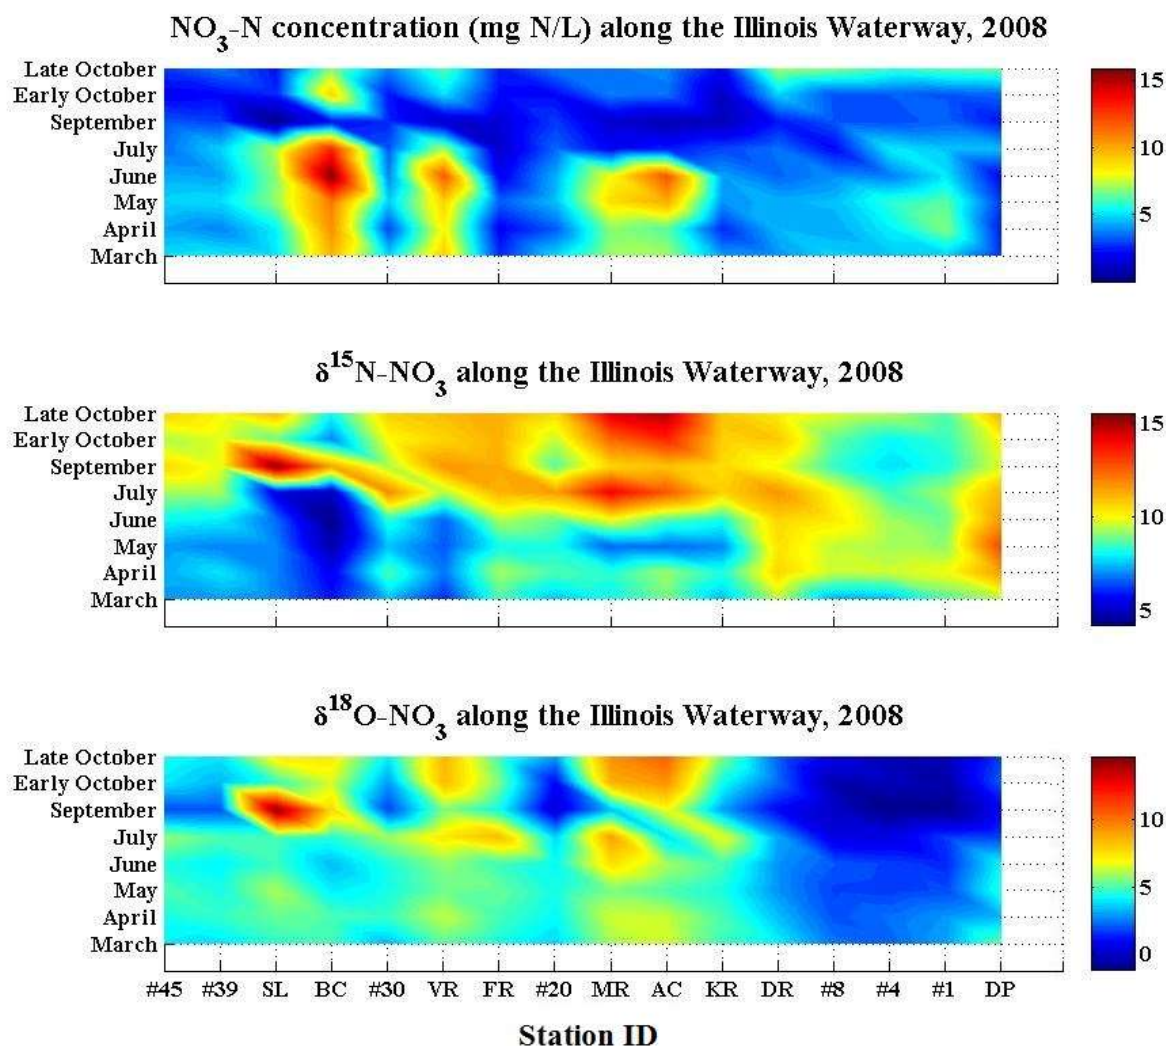 NO₃-N concentration (mg N/L) along the Illinois Waterway, 2008
Late October
Early October
September
July
June
May
April
March
15
10
5
δ¹⁵N-NO₃ along the Illinois Waterway, 2008
Late October
Early October
September
July
June
May
April
March
15
10
5
δ¹⁸O-NO₃ along the Illinois Waterway, 2008
Late October
Early October
September
July
June
May
April
March
10
5
0
#45 #39 SL BC #30 VR FR #20 MR AC KR DR #8 #4 #1 DP
Station ID